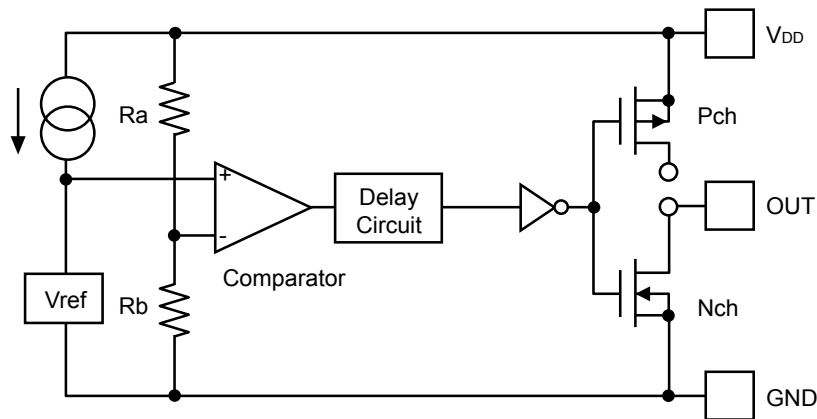 VDD
Ra
Pch
+
Delay
Circuit
OUT
-
Comparator
Vref
Rb
Nch
GND